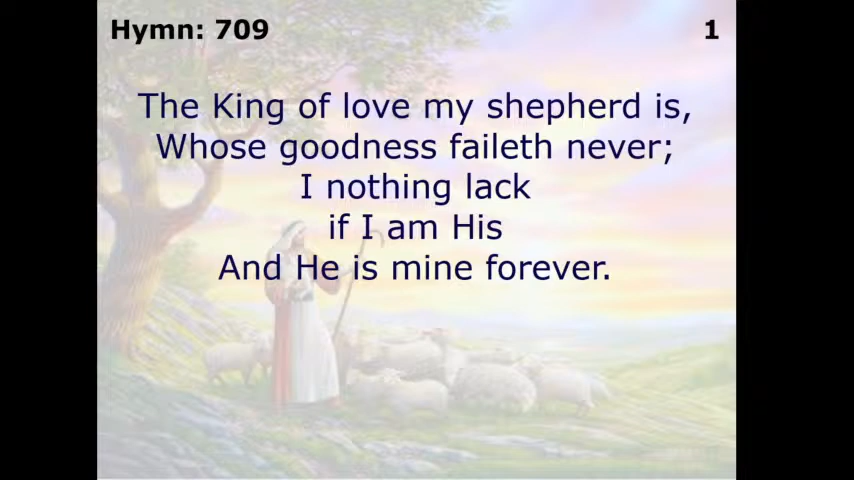 Hymn: 709
1
The King of love my shepherd is,
Whose goodness faileth never;
I nothing lack
if I am His
And He is mine forever.